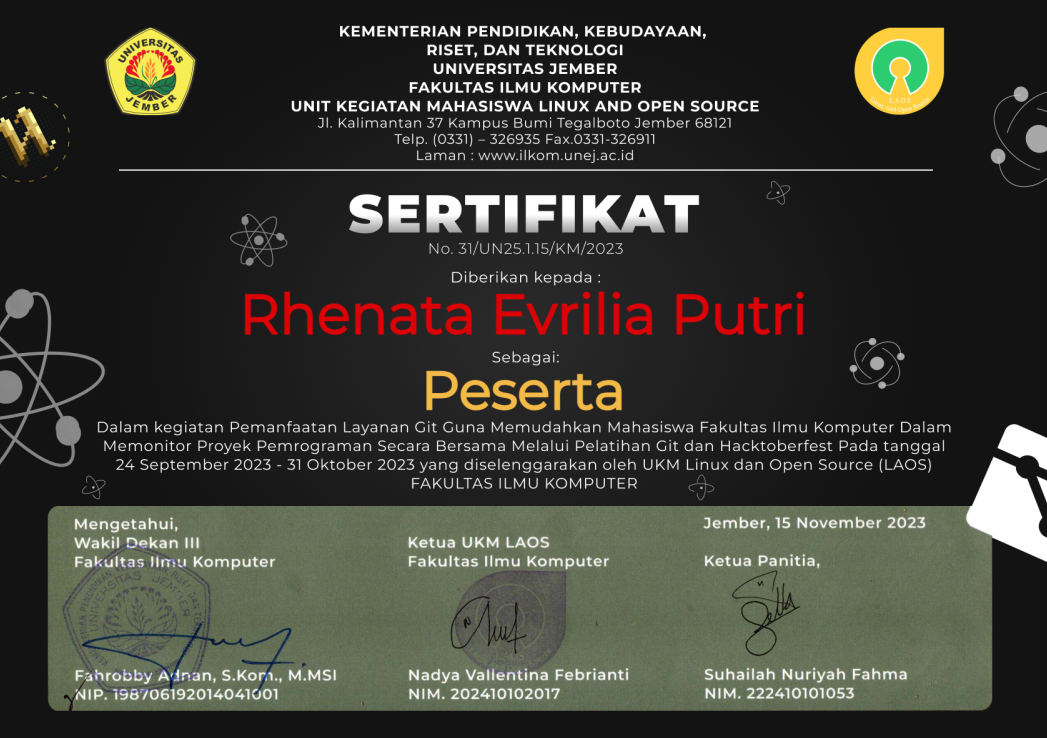 KEMENTERIAN PENDIDIKAN, KEBUDAYAAN,
RISET, DAN TEKNOLOGI
UNIVERSITAS JEMBER
FAKULTAS ILMU KOMPUTER
UNIT KEGIATAN MAHASISWA LINUX AND OPEN SOURCE
Jl. Kalimantan 37 Kampus Bumi Tegalboto Jember 68121
Telp. (0331) – 326935 Fax.0331-326911
Laman : www.ilkom.unej.ac.id
UNIVERSITAS
JEMBER
LAOS
Linux And Open Source
SERTIFIKAT
No. 31/UN25.1.15/KM/2023
Diberikan kepada :
Rhenata Evrilia Putri
Sebagai:
Peserta
Dalam kegiatan Pemanfaatan Layanan Git Guna Memudahkan Mahasiswa Fakultas Ilmu Komputer Dalam
Memonitor Proyek Pemrograman Secara Bersama Melalui Pelatihan Git dan Hacktoberfest Pada tanggal
24 September 2023 - 31 Oktober 2023 yang diselenggarakan oleh UKM Linux dan Open Source (LAOS)
FAKULTAS ILMU KOMPUTER
Mengetahui,
Wakil Dekan III
Fakultas Ilmu Komputer
UNIVERSITAS JEMBER
Fahrobby Adnan, S.Kom., M.MSI
NIP. 198706192014041001
Ketua UKM LAOS
Fakultas Ilmu Komputer
Nadya Vallentina Febrianti
NIM. 202410102017
Jember, 15 November 2023
Ketua Panitia,
Suhailah Nuriyah Fahma
NIM. 222410101053